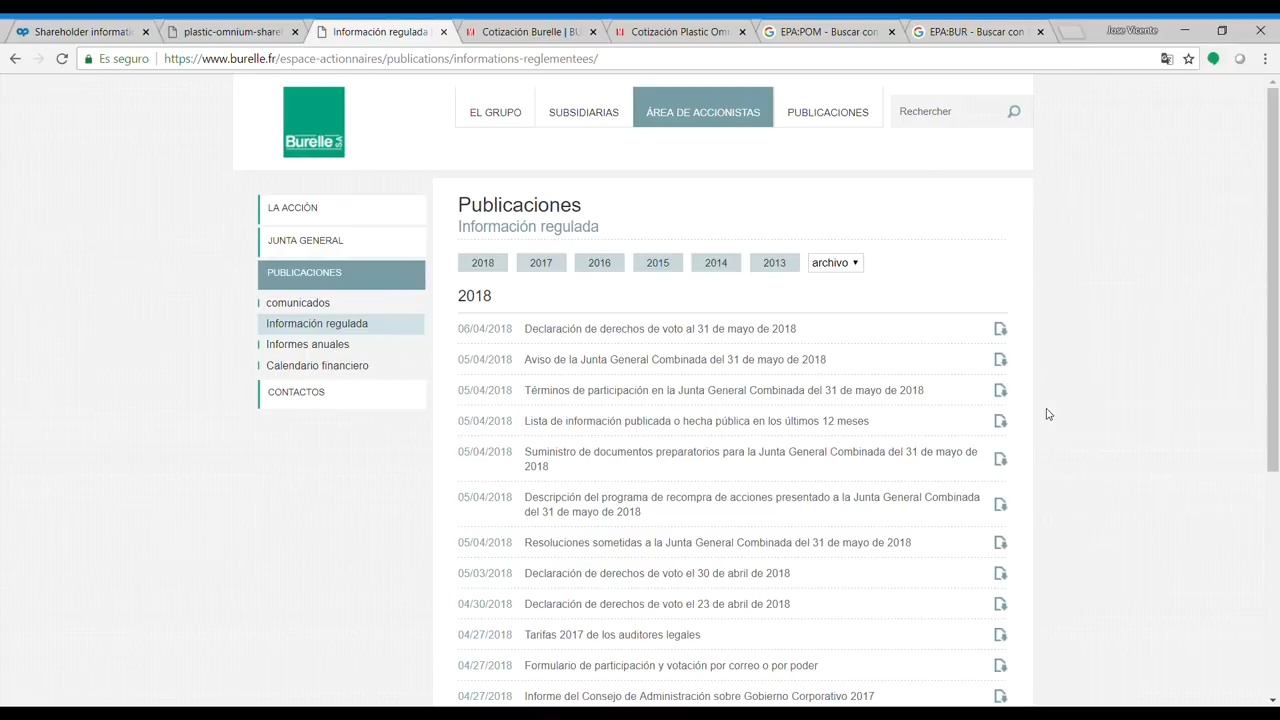 Shareholder informati
plastic-omnium-share
Información regulada
Cotización Burelle | BU
Cotización Plastic Omn
EPA:POM - Buscar con
EPA:BUR - Buscar con
Jose Vicente
Es seguro
https://www.burelle.fr/espace-actionnaires/publications/informations-reglementees/
Burelle SA
EL GRUPO
SUBSIDIARIAS
ÁREA DE ACCIONISTAS
PUBLICACIONES
Rechercher
LA ACCIÓN
JUNTA GENERAL
PUBLICACIONES
comunicados
Información regulada
Informes anuales
Calendario financiero
CONTACTOS
Publicaciones
Información regulada
2018 2017 2016 2015 2014 2013 archivo
2018
06/04/2018 Declaración de derechos de voto al 31 de mayo de 2018
05/04/2018 Aviso de la Junta General Combinada del 31 de mayo de 2018
05/04/2018 Términos de participación en la Junta General Combinada del 31 de mayo de 2018
05/04/2018 Lista de información publicada o hecha pública en los últimos 12 meses
05/04/2018 Suministro de documentos preparatorios para la Junta General Combinada del 31 de mayo de
2018
05/04/2018 Descripción del programa de recompra de acciones presentado a la Junta General Combinada
del 31 de mayo de 2018
05/04/2018 Resoluciones sometidas a la Junta General Combinada del 31 de mayo de 2018
05/03/2018 Declaración de derechos de voto el 30 de abril de 2018
04/30/2018 Declaración de derechos de voto el 23 de abril de 2018
04/27/2018 Tarifas 2017 de los auditores legales
04/27/2018 Formulario de participación y votación por correo o por poder
04/27/2018 Informe del Consejo de Administración sobre Gobierno Corporativo 2017